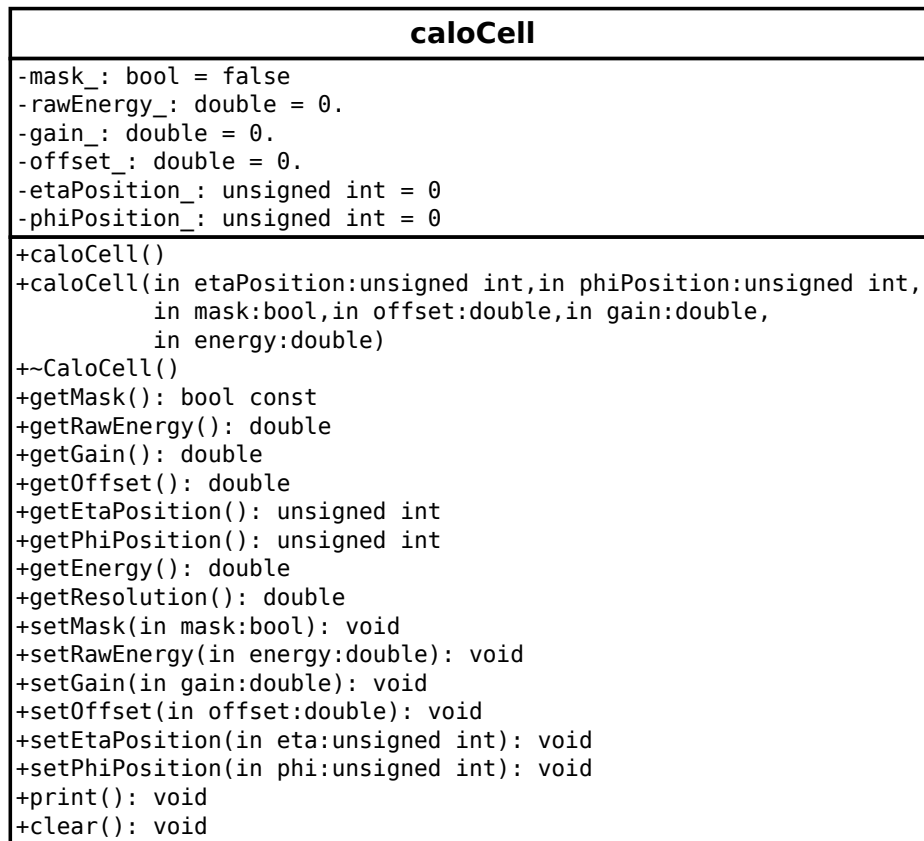 caloCell
-mask_: bool = false
-rawEnergy_: double = 0.
-gain_: double = 0.
-offset_: double = 0.
-etaPosition_: unsigned int = 0
-phiPosition_: unsigned int = 0
+caloCell()
+caloCell(in etaPosition:unsigned int,in phiPosition:unsigned int,
in mask:bool,in offset:double,in gain:double,
in energy:double)
+~CaloCell()
+getMask(): bool const
+getRawEnergy(): double
+getGain(): double
+getOffset(): double
+getEtaPosition(): unsigned int
+getPhiPosition(): unsigned int
+getEnergy(): double
+getResolution(): double
+setMask(in mask:bool): void
+setRawEnergy(in energy:double): void
+setGain(in gain:double): void
+setOffset(in offset:double): void
+setEtaPosition(in eta:unsigned int): void
+setPhiPosition(in phi:unsigned int): void
+print(): void
+clear(): void